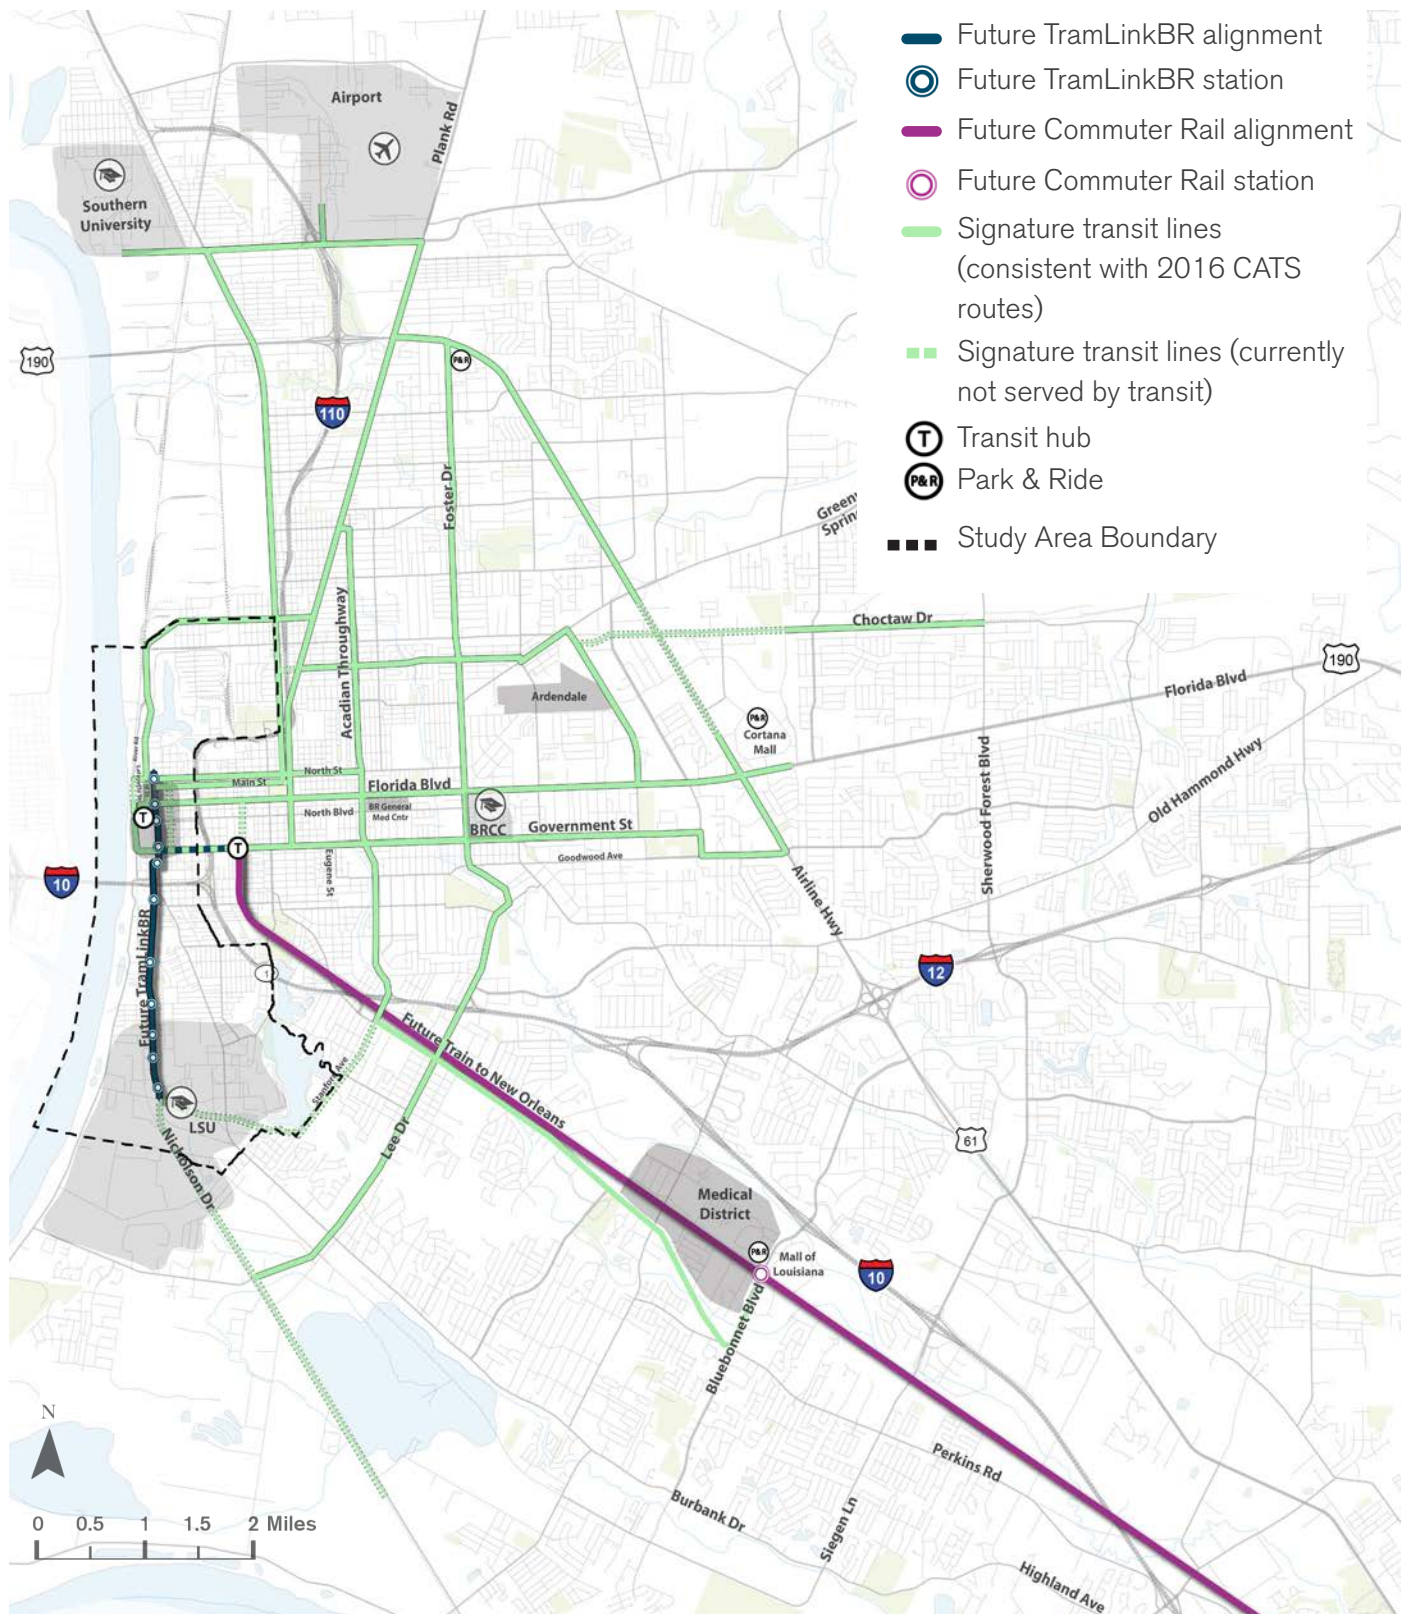 Future TramLinkBR alignment
Future TramLinkBR station
Future Commuter Rail alignment
Future Commuter Rail station
Signature transit lines
(consistent with 2016 CATS
routes)
Signature transit lines (currently
not served by transit)
T Transit hub
P&R Park & Ride
Study Area Boundary
Airport
Plank Rd
Southern
University
190
110
P&R
Foster Dr
Green
Sprin
Acadian Throughway
Choctaw Dr
190
Florida Blvd
Ardendale
P&R
Cortana
Mall
Sherwood Forest Blvd
Old Hammond Hwy
North St
Main St
Florida Blvd
North Blvd
BR General
Med Cntr
BRCC
Government St
Goodwood Ave
Eugene St
T
T
10
Airline Hwy
12
1
Future TramLinkBR
Future Train to New Orleans
Stanford Ave
LSU
Lee Dr
Nicholson Dr
61
Medical
District
P&R
Mall of
Louisiana
10
Bluebonnet Blvd
Perkins Rd
Burbank Dr
Siegen Ln
Highland Ave
N
0 0.5 1 1.5 2 Miles